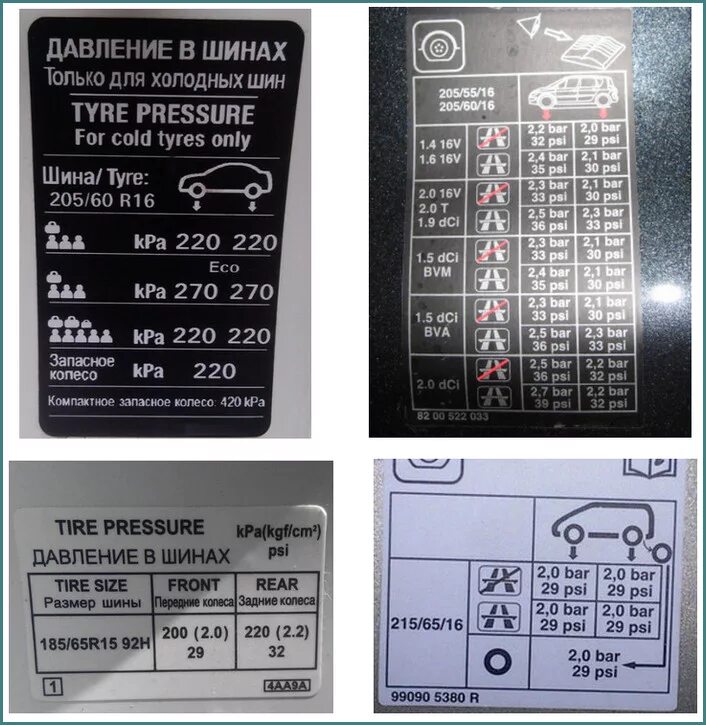 ДАВЛЕНИЕ В ШИНАХ
Только для холодных шин
TYRE PRESSURE
For cold tyres only
Шина/ Tyre:
205/60 R16
kPa 220 220
Eco
kPa 270 270
kPa 220 220
Запасное
колесо kPa 220
Компактное запасное колесо: 420 kPa
205/55/16
205/60/16
1.4 16V
1.6 16V
2,2 bar 2,0 bar
32 psi 29 psi
2,4 bar 2,1 bar
35 psi 30 psi
2.0 16V
2.0 T
1.9 dCi
2,3 bar 2,1 bar
33 psi 30 psi
2,5 bar 2,3 bar
36 psi 33 psi
1.5 dCi
BVM
2,3 bar 2,1 bar
33 psi 30 psi
2,4 bar 2,1 bar
35 psi 30 psi
1.5 dCi
BVA
2,3 bar 2,1 bar
33 psi 30 psi
2,5 bar 2,3 bar
36 psi 33 psi
2.0 dCi
2,5 bar 2,2 bar
36 psi 32 psi
2,7 bar 2,2 bar
39 psi 32 psi
82 00 522 033
TIRE PRESSURE kPa(kgf/cm²)
ДАВЛЕНИЕ В ШИНАХ psi
TIRE SIZE FRONT REAR
Размер шины Передние колеса Задние колеса
185/65R15 92H 200 (2.0) 220 (2.2)
29 32
1 4AA9A
215/65/16
2,0 bar 2,0 bar
29 psi 29 psi
2,0 bar 2,0 bar
29 psi 29 psi
2,0 bar
29 psi
99090 5380 R